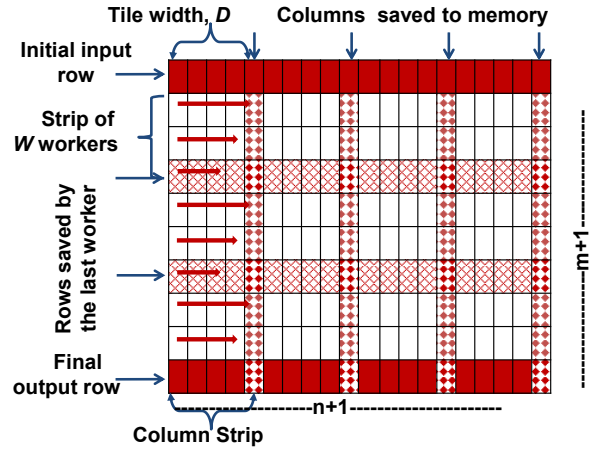 Tile width, D
Columns saved to memory
Initial input
row
Strip of
W workers
Rows saved by
the last worker
m+1
Final
output row
n+1
Column Strip